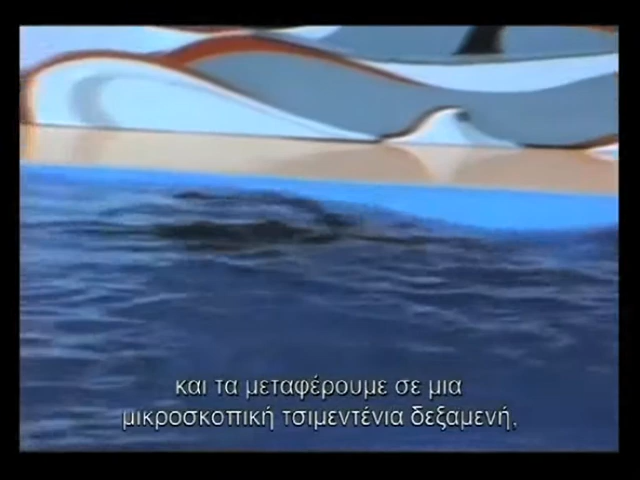 και τα μεταφέρουμε σε μια
μικροσκοπική τσιμεντένια δεξαμενή,